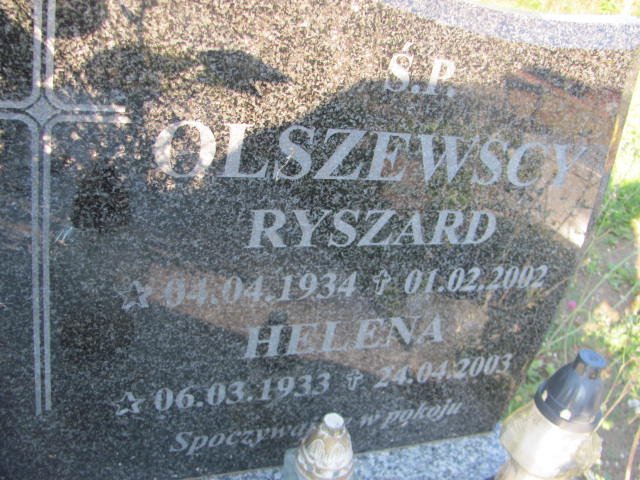 Ś.P.
OLSZEWSCY
RYSZARD
☆ 04.04.1934 ✞ 01.02.2002
HELENA
☆ 06.03.1933 ✞ 24.04.2003
w pokoju